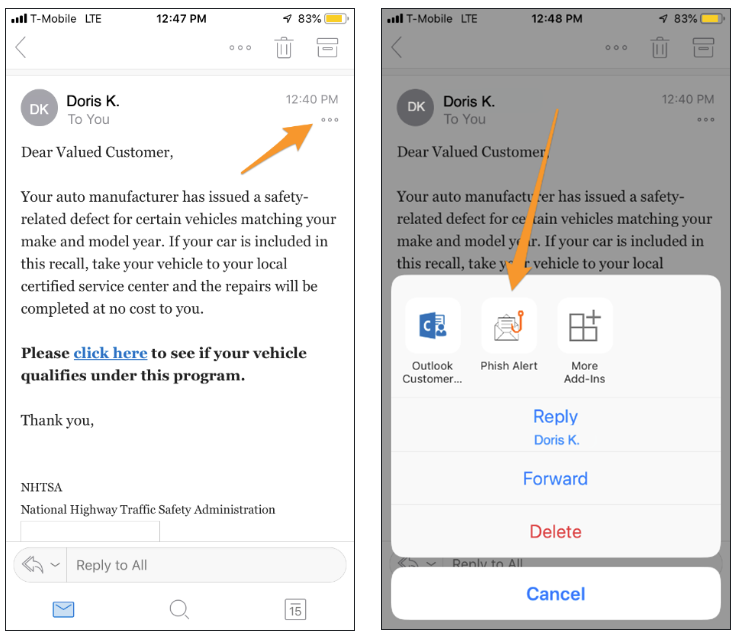 T-Mobile LTE 12:47 PM 83%
DK
Doris K.
12:40 PM
To You
Dear Valued Customer,
Your auto manufacturer has issued a safety-
related defect for certain vehicles matching your
make and model year. If your car is included in
this recall, take your vehicle to your local
certified service center and the repairs will be
completed at no cost to you.
Please click here to see if your vehicle
qualifies under this program.
Thank you,
NHTSA
National Highway Traffic Safety Administration
Reply to All
15
T-Mobile LTE 12:48 PM 83%
DK
Doris K.
12:40 PM
To You
Dear Valued Customer,
Your auto manufacturer has issued a safety-
related defect for certain vehicles matching your
make and model year. If your car is included in
this recall, take your vehicle to your local
C
Outlook
Customer...
Phish Alert
More
Add-Ins
Reply
Doris K.
Forward
Delete
Reply to All
Cancel